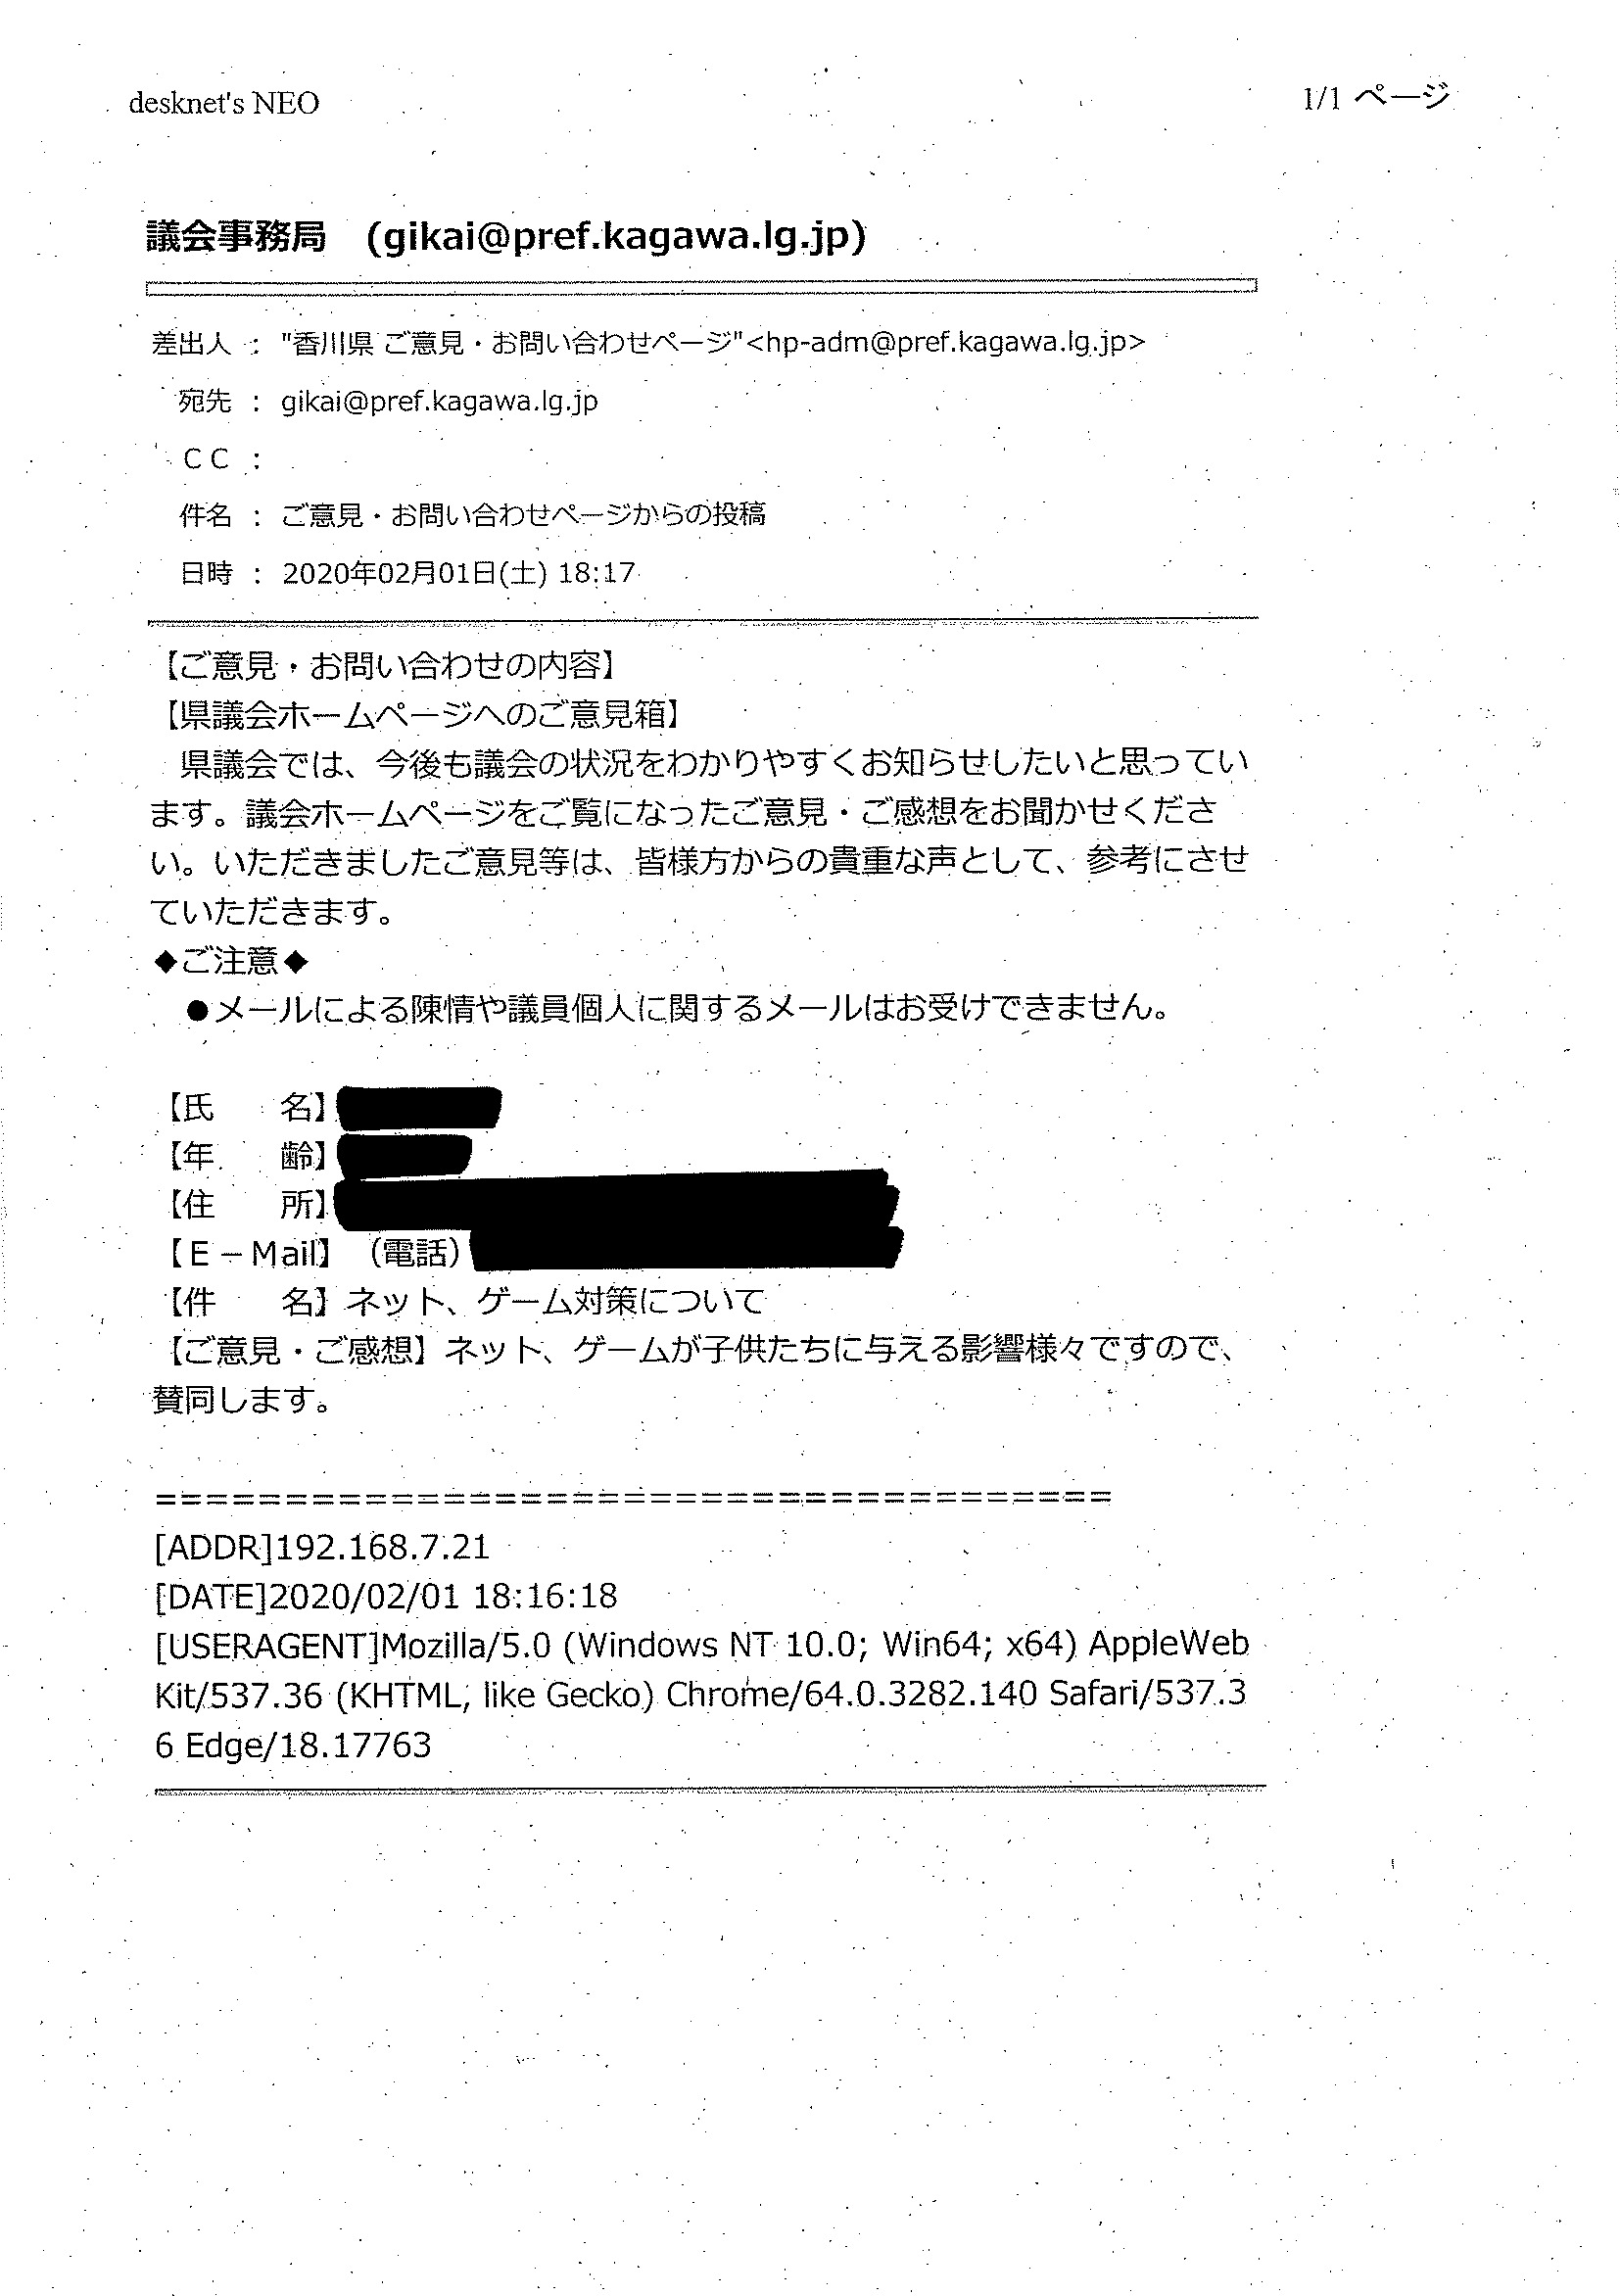 desknet's NEO
1/1 ページ
議会事務局　(gikai@pref.kagawa.lg.jp)
差出人 ： "香川県 ご意見・お問い合わせページ"<hp-adm@pref.kagawa.lg.jp>
宛先 ： gikai@pref.kagawa.lg.jp
ＣＣ ：
件名 ： ご意見・お問い合わせページからの投稿
日時 ： 2020年02月01日(土) 18:17
【ご意見・お問い合わせの内容】
【県議会ホームページへのご意見箱】
　県議会では、今後も議会の状況をわかりやすくお知らせしたいと思ってい
ます。議会ホームページをご覧になったご意見・ご感想をお聞かせくださ
い。いただきましたご意見等は、皆様方からの貴重な声として、参考にさせ
ていただきます。
◆ご注意◆
　●メールによる陳情や議員個人に関するメールはお受けできません。
【氏　　名】
【年　　齢】
【住　　所】
【Ｅ－Mail】（電話）
【件　　名】ネット、ゲーム対策について
【ご意見・ご感想】ネット、ゲームが子供たちに与える影響様々ですので、
賛同します。
=====================================
[ADDR]192.168.7.21
[DATE]2020/02/01 18:16:18
[USERAGENT]Mozilla/5.0 (Windows NT 10.0; Win64; x64) AppleWeb
Kit/537.36 (KHTML, like Gecko) Chrome/64.0.3282.140 Safari/537.3
6 Edge/18.17763